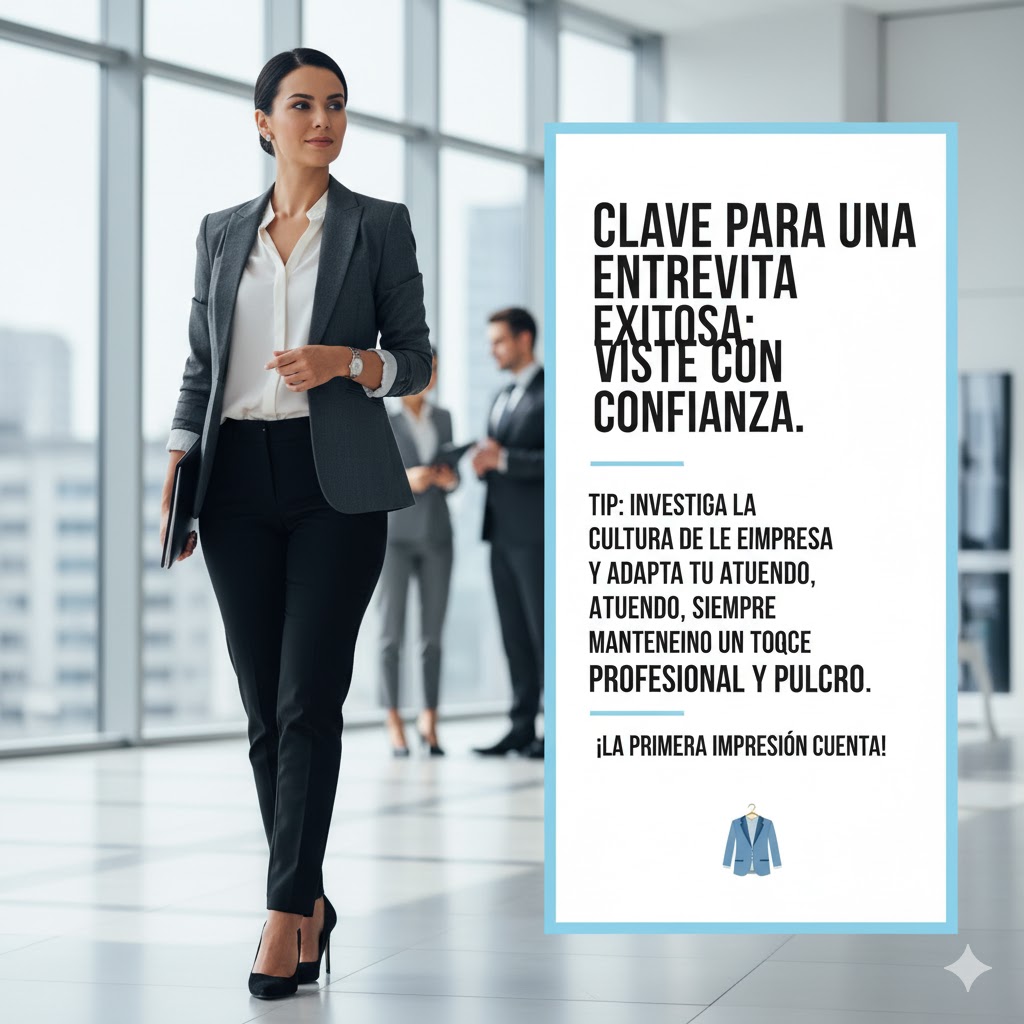 CLAVE PARA UNA
ENTREVITA
EXITOSA:
VISTE CON
CONFIANZA.
TIP: INVESTIGA LA
CULTURA DE LE EIMPRESA
Y ADAPTA TU ATUENDO,
ATUENDO, SIEMPRE
MANTENEINO UN TOQCE
PROFESIONAL Y PULCRO.
¡LA PRIMERA IMPRESIÓN CUENTA!